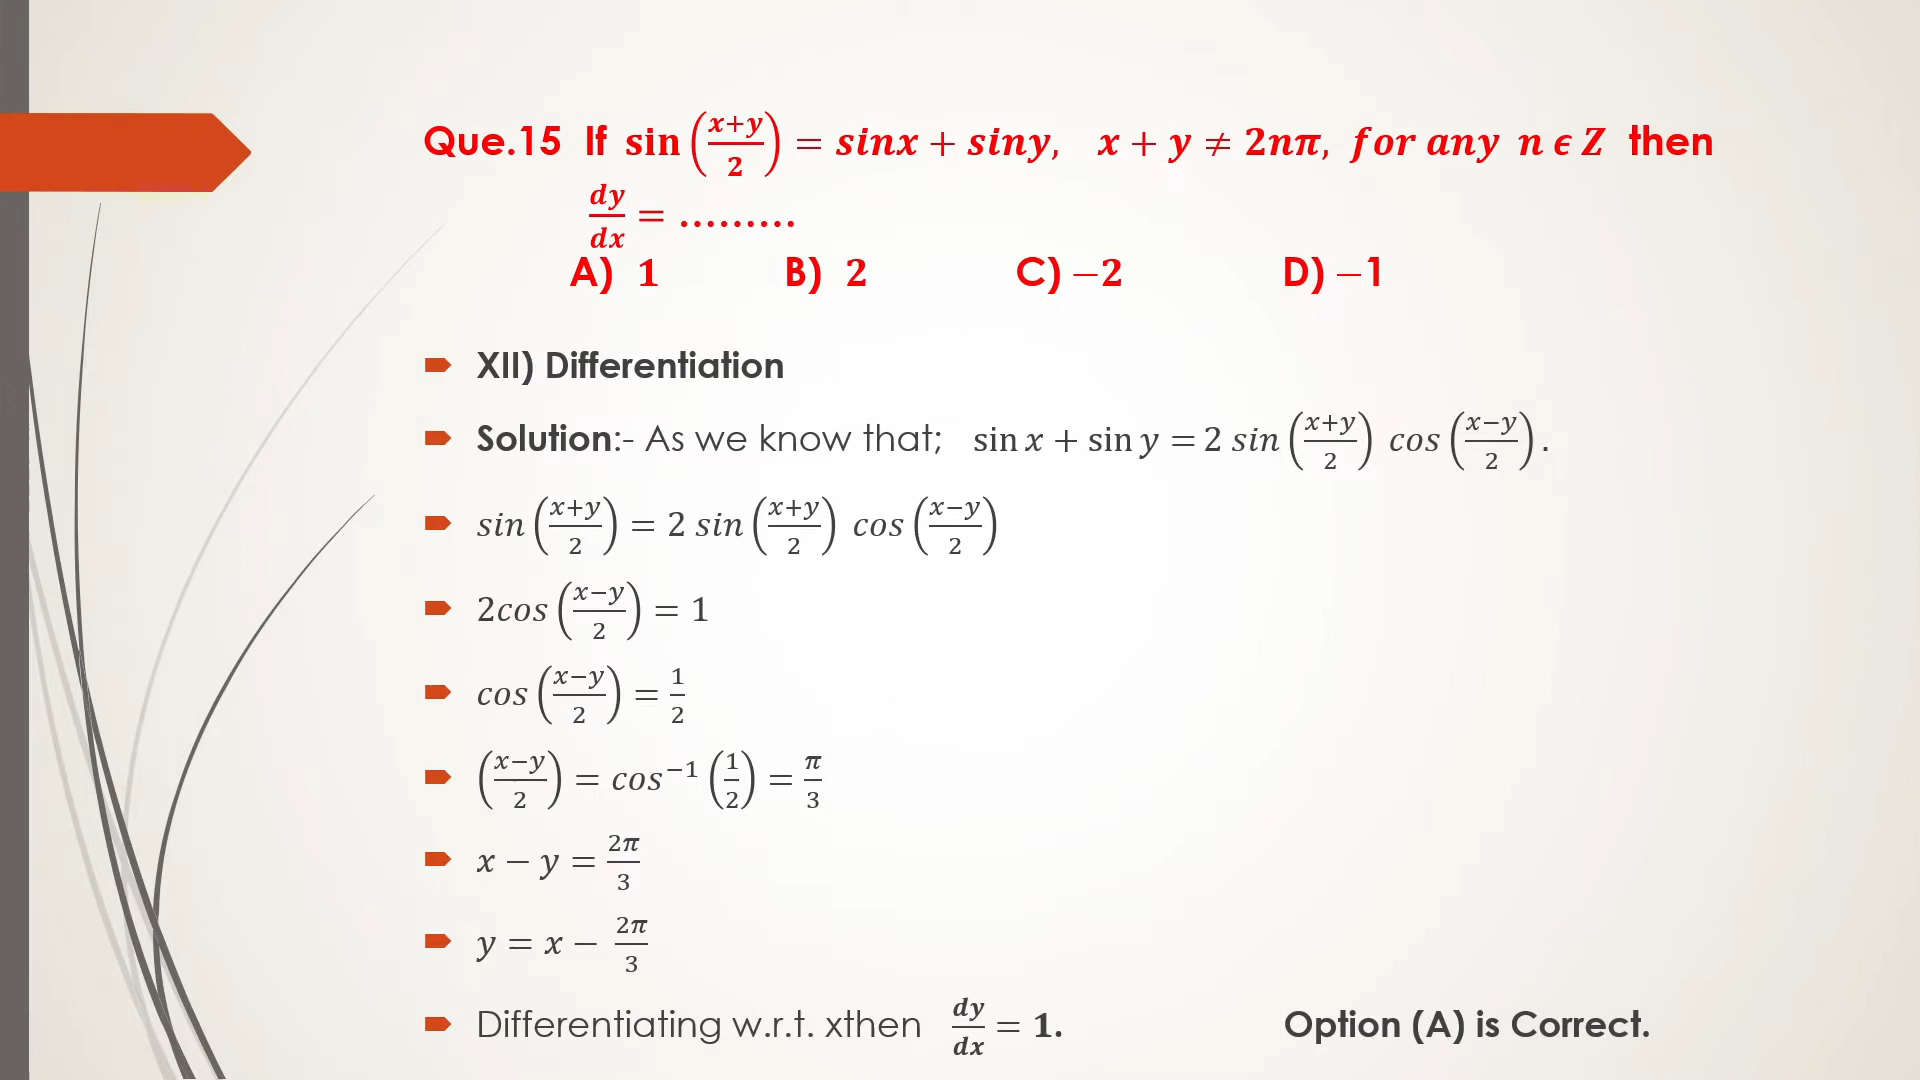 Que.15 If sin((x+y)/2) = sinx + siny, x + y ≠ 2nπ, for any n ϵ Z then
dy/dx = .........
A) 1 B) 2 C) −2 D) −1
XII) Differentiation
Solution:- As we know that; sin x + sin y = 2 sin((x+y)/2) cos((x−y)/2).
sin((x+y)/2) = 2 sin((x+y)/2) cos((x−y)/2)
2cos((x−y)/2) = 1
cos((x−y)/2) = 1/2
((x−y)/2) = cos⁻¹(1/2) = π/3
x − y = 2π/3
y = x − 2π/3
Differentiating w.r.t. xthen dy/dx = 1. Option (A) is Correct.